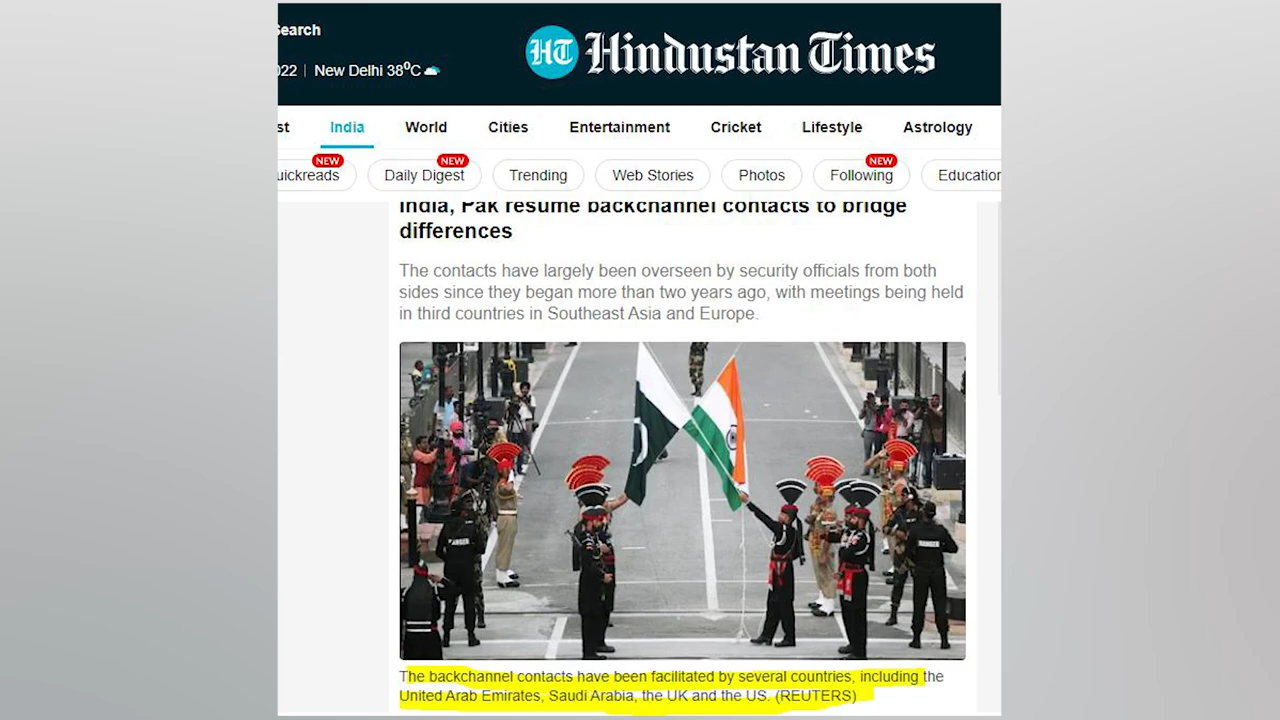 Search
HT Hindustan Times
022 | New Delhi 38°C
st India World Cities Entertainment Cricket Lifestyle Astrology
NEW NEW NEW
uickreads Daily Digest Trending Web Stories Photos Following Education
India, Pak resume backchannel contacts to bridge
differences
The contacts have largely been overseen by security officials from both
sides since they began more than two years ago, with meetings being held
in third countries in Southeast Asia and Europe.
The backchannel contacts have been facilitated by several countries, including the
United Arab Emirates, Saudi Arabia, the UK and the US. (REUTERS)